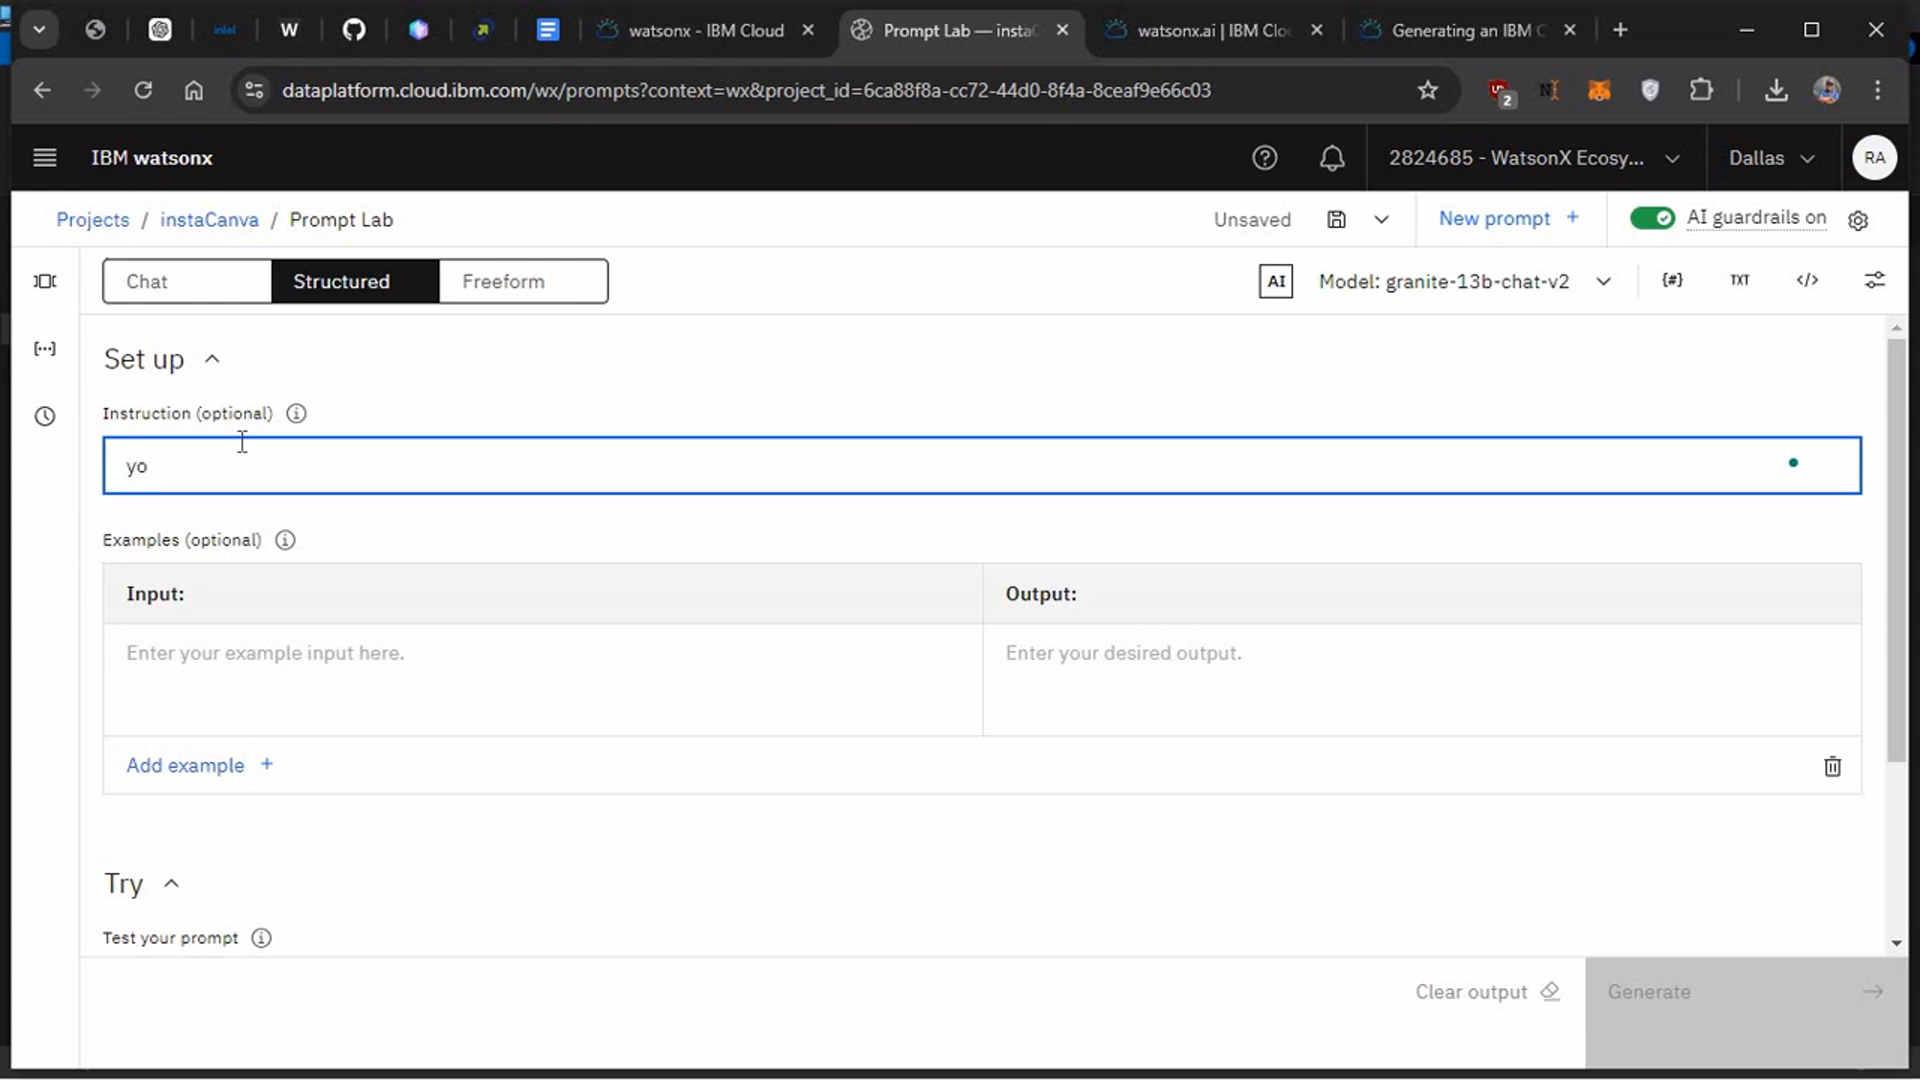 intel
W
watsonx - IBM Cloud
Prompt Lab — insta
watsonx.ai | IBM Clo
Generating an IBM C
dataplatform.cloud.ibm.com/wx/prompts?context=wx&project_id=6ca88f8a-cc72-44d0-8f4a-8ceaf9e66c03
2
IBM watsonx
2824685 - WatsonX Ecosy...
Dallas
RA
Projects / instaCanva / Prompt Lab
Unsaved
New prompt +
AI guardrails on
Chat
Structured
Freeform
AI
Model: granite-13b-chat-v2
{#}
TXT
</>
Set up
Instruction (optional)
yo
Examples (optional)
Input:
Output:
Enter your example input here.
Enter your desired output.
Add example +
Try
Test your prompt
Clear output
Generate